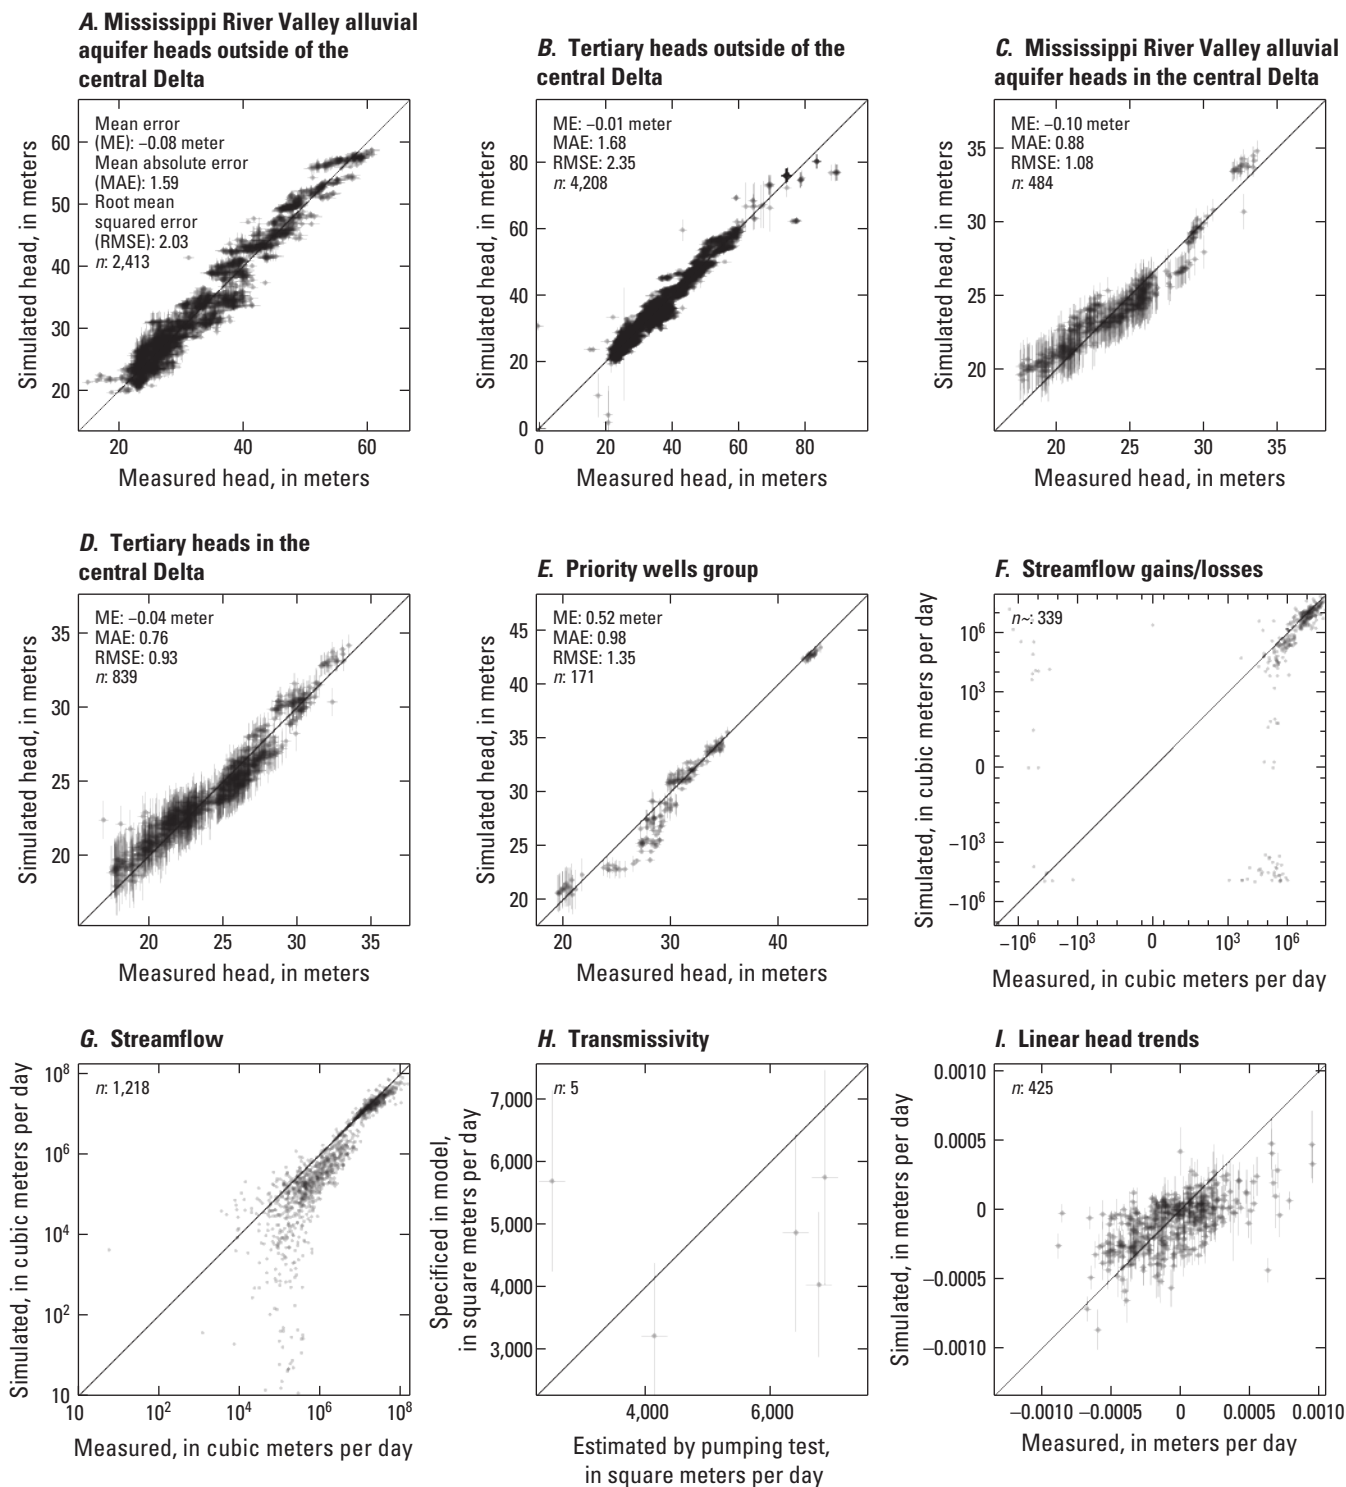 A. Mississippi River Valley alluvial
aquifer heads outside of the
central Delta
Mean error
(ME): −0.08 meter
Mean absolute error
(MAE): 1.59
Root mean
squared error
(RMSE): 2.03
n: 2,413
Simulated head, in meters
60
50
40
30
20
20 40 60
Measured head, in meters
B. Tertiary heads outside of the
central Delta
ME: −0.01 meter
MAE: 1.68
RMSE: 2.35
n: 4,208
Simulated head, in meters
80
60
40
20
0
0 20 40 60 80
Measured head, in meters
C. Mississippi River Valley alluvial
aquifer heads in the central Delta
ME: −0.10 meter
MAE: 0.88
RMSE: 1.08
n: 484
Simulated head, in meters
35
30
25
20
20 25 30 35
Measured head, in meters
D. Tertiary heads in the
central Delta
ME: −0.04 meter
MAE: 0.76
RMSE: 0.93
n: 839
Simulated head, in meters
35
30
25
20
20 25 30 35
Measured head, in meters
E. Priority wells group
ME: 0.52 meter
MAE: 0.98
RMSE: 1.35
n: 171
Simulated head, in meters
45
40
35
30
25
20
20 30 40
Measured head, in meters
F. Streamflow gains/losses
n~: 339
Simulated, in cubic meters per day
10⁶
10³
0
−10³
−10⁶
−10⁶ −10³ 0 10³ 10⁶
Measured, in cubic meters per day
G. Streamflow
n: 1,218
Simulated, in cubic meters per day
10⁸
10⁶
10⁴
10²
10
10 10² 10⁴ 10⁶ 10⁸
Measured, in cubic meters per day
H. Transmissivity
n: 5
Specificed in model,
in square meters per day
7,000
6,000
5,000
4,000
3,000
4,000 6,000
Estimated by pumping test,
in square meters per day
I. Linear head trends
n: 425
Simulated, in meters per day
0.0010
0.0005
0
−0.0005
−0.0010
−0.0010 −0.0005 0 0.0005 0.0010
Measured, in meters per day